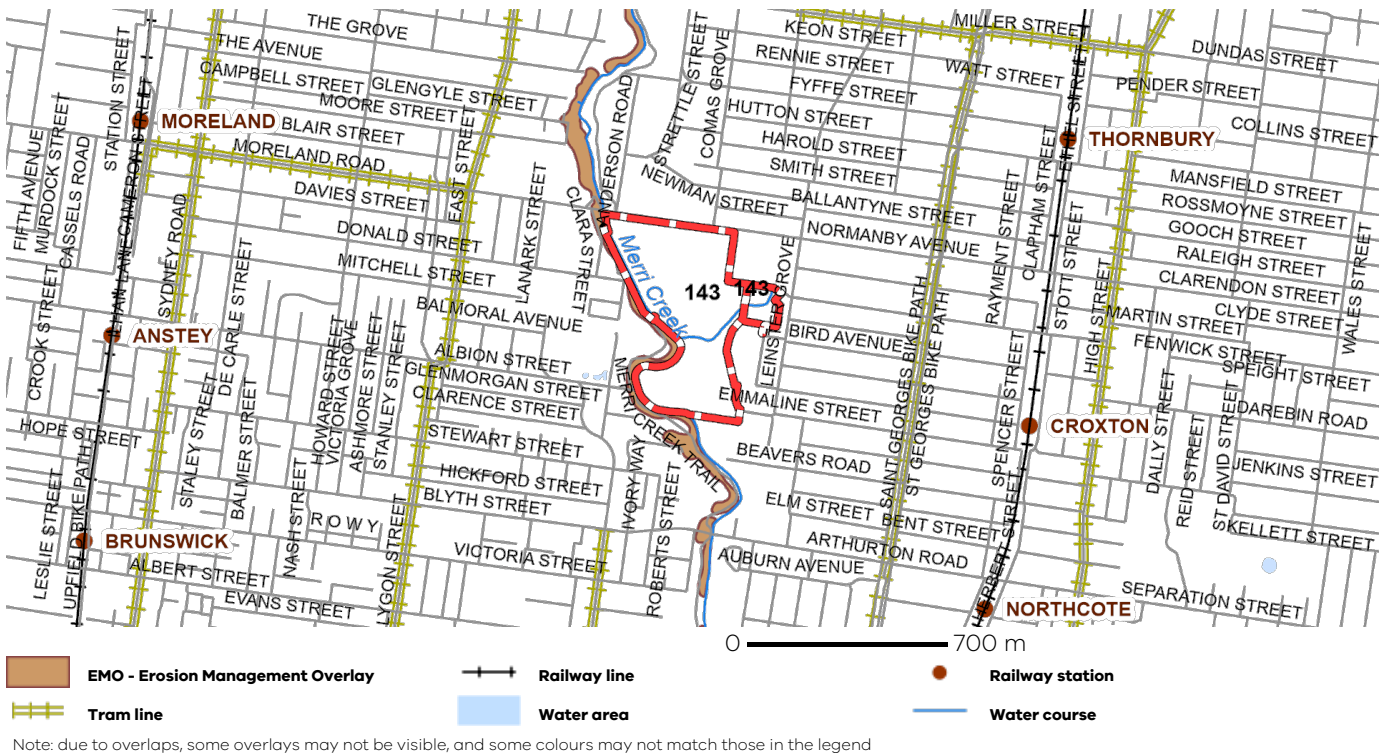 THE GROVE
THE AVENUE
CAMPBELL STREET
GLENGYLE STREET
MOORE STREET
BLAIR STREET
MORELAND
MORELAND ROAD
DAVIES STREET
DONALD STREET
MITCHELL STREET
BALMORAL AVENUE
ALBION STREET
GLENMORGAN STREET
CLARENCE STREET
STEWART STREET
HICKFORD STREET
BLYTH STREET
VICTORIA STREET
ROWY
ALBERT STREET
EVANS STREET
HOPE STREET
ANSTEY
BRUNSWICK
STATION STREET
FIFTH AVENUE
MURDOCK STREET
CASSELS ROAD
CAMERON STREET
SYDNEY ROAD
CROOK STREET
DE CARLE STREET
STALEY STREET
BALMER STREET
HOWARD STREET
VICTORIA GROVE
ASHMORE STREET
STANLEY STREET
NASH STREET
LESLIE STREET
UPFIELD BIKE PATH
LYGON STREET
EAST STREET
LANARK STREET
CLARA STREET
ANDERSON ROAD
STRETTLE STREET
COMAS GROVE
IVORY WAY
ROBERTS STREET
MERRI CREEK TRAIL
Merri Creek
143
143
KEON STREET
MILLER STREET
RENNIE STREET
WATT STREET
FYFFE STREET
HUTTON STREET
HAROLD STREET
SMITH STREET
NEWMAN STREET
BALLANTYNE STREET
NORMANBY AVENUE
LEINSTER GROVE
BIRD AVENUE
EMMALINE STREET
BEAVERS ROAD
ELM STREET
BENT STREET
ARTHURTON ROAD
AUBURN AVENUE
SAINT GEORGES BIKE PATH
ST GEORGES BIKE PATH
RAYMENT STREET
CLAPHAM STREET
ETHEL STREET
STOTT STREET
HIGH STREET
SPENCER STREET
HERBERT STREET
THORNBURY
CROXTON
NORTHCOTE
DUNDAS STREET
PENDER STREET
COLLINS STREET
MANSFIELD STREET
ROSSMOYNE STREET
GOOCH STREET
RALEIGH STREET
CLARENDON STREET
CLYDE STREET
MARTIN STREET
FENWICK STREET
SPEIGHT STREET
DAREBIN ROAD
JENKINS STREET
SKELLETT STREET
SEPARATION STREET
WALES STREET
DALLY STREET
REID STREET
ST DAVID STREET
0 700 m
EMO - Erosion Management Overlay
Railway line
Railway station
Tram line
Water area
Water course
Note: due to overlaps, some overlays may not be visible, and some colours may not match those in the legend